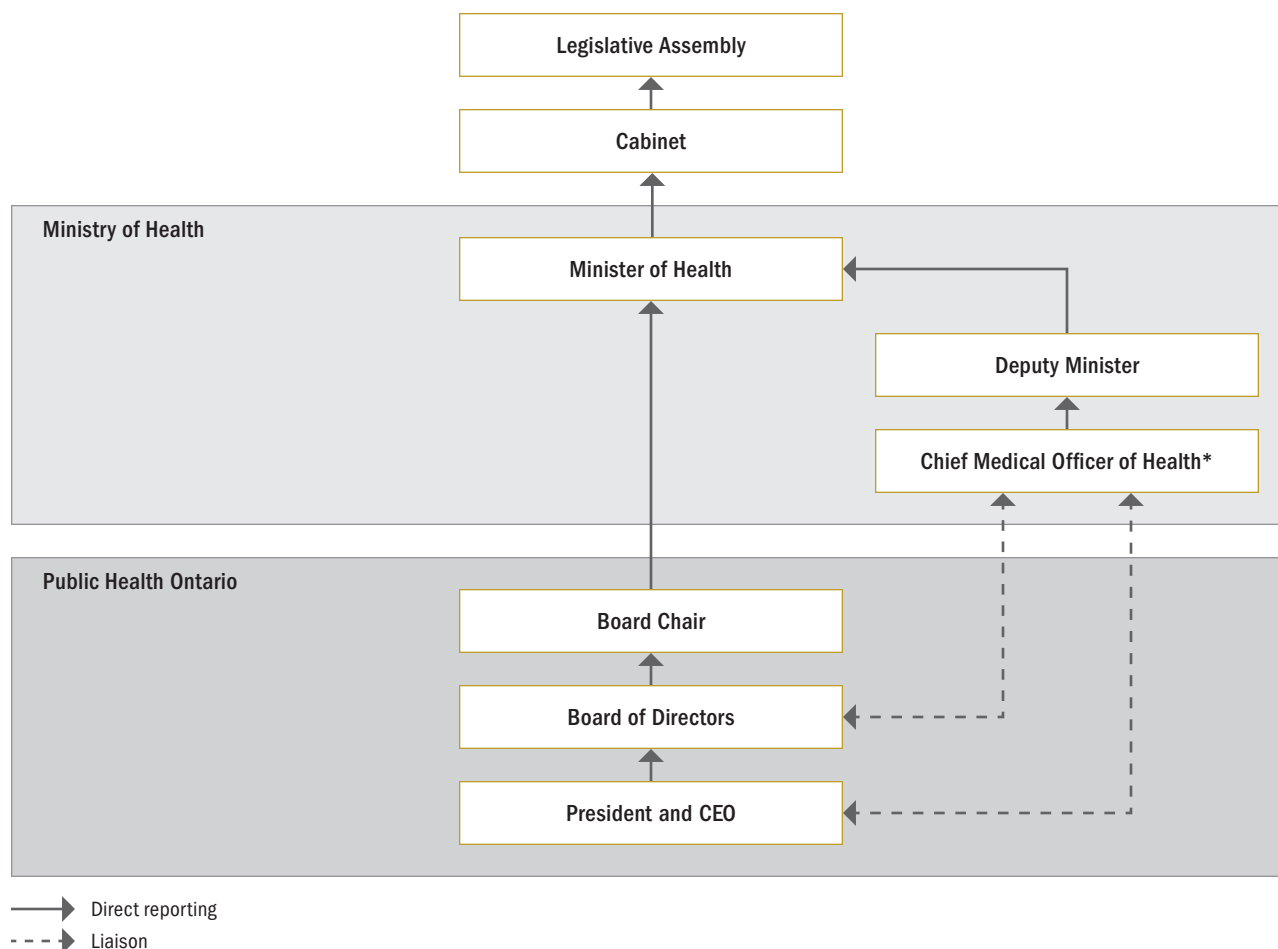 Legislative Assembly
Cabinet
Ministry of Health
Minister of Health
Deputy Minister
Chief Medical Officer of Health*
Public Health Ontario
Board Chair
Board of Directors
President and CEO
Direct reporting
Liaison